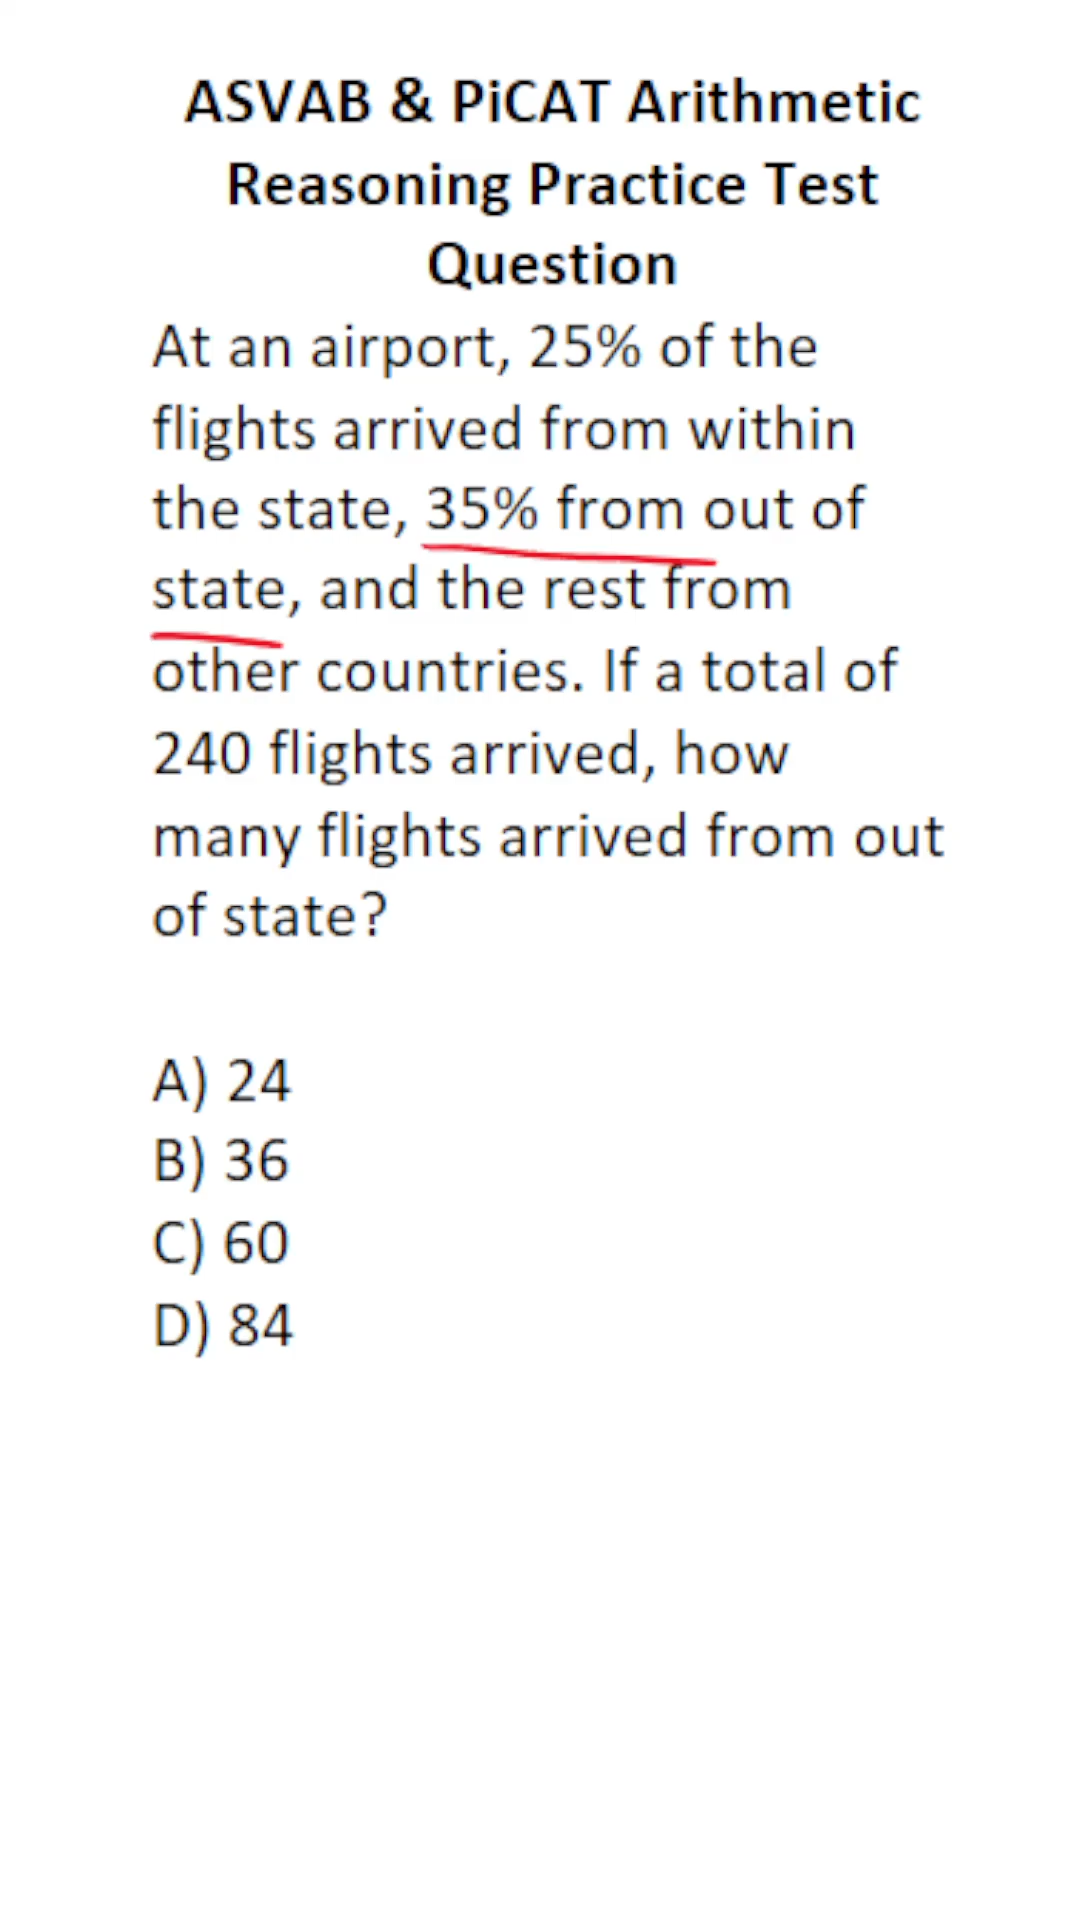 ASVAB & PiCAT Arithmetic
Reasoning Practice Test
Question
At an airport, 25% of the
flights arrived from within
the state, 35% from out of
state, and the rest from
other countries. If a total of
240 flights arrived, how
many flights arrived from out
of state?
A) 24
B) 36
C) 60
D) 84